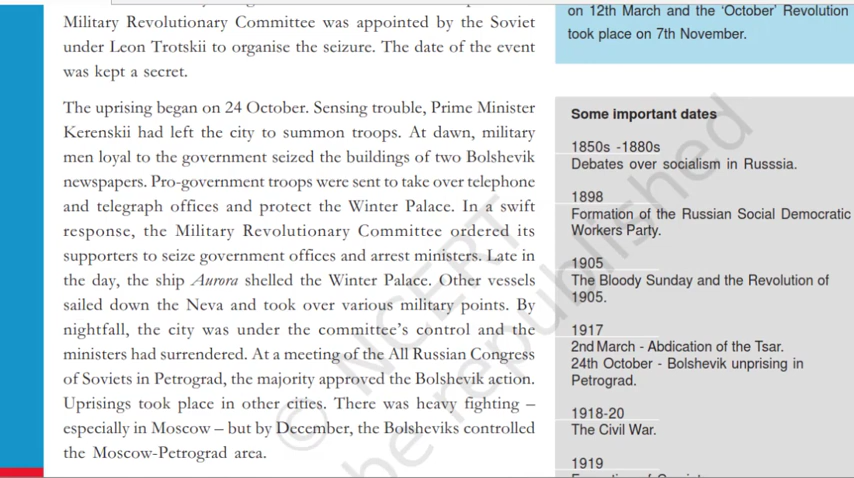 Military Revolutionary Committee was appointed by the Soviet
under Leon Trotskii to organise the seizure. The date of the event
was kept a secret.
The uprising began on 24 October. Sensing trouble, Prime Minister
Kerenskii had left the city to summon troops. At dawn, military
men loyal to the government seized the buildings of two Bolshevik
newspapers. Pro-government troops were sent to take over telephone
and telegraph offices and protect the Winter Palace. In a swift
response, the Military Revolutionary Committee ordered its
supporters to seize government offices and arrest ministers. Late in
the day, the ship Aurora shelled the Winter Palace. Other vessels
sailed down the Neva and took over various military points. By
nightfall, the city was under the committee's control and the
ministers had surrendered. At a meeting of the All Russian Congress
of Soviets in Petrograd, the majority approved the Bolshevik action.
Uprisings took place in other cities. There was heavy fighting –
especially in Moscow – but by December, the Bolsheviks controlled
the Moscow-Petrograd area.
on 12th March and the 'October' Revolution
took place on 7th November.
Some important dates
1850s -1880s
Debates over socialism in Russsia.
1898
Formation of the Russian Social Democratic
Workers Party.
1905
The Bloody Sunday and the Revolution of
1905.
1917
2nd March - Abdication of the Tsar.
24th October - Bolshevik unprising in
Petrograd.
1918-20
The Civil War.
1919
© NCERT
be republished